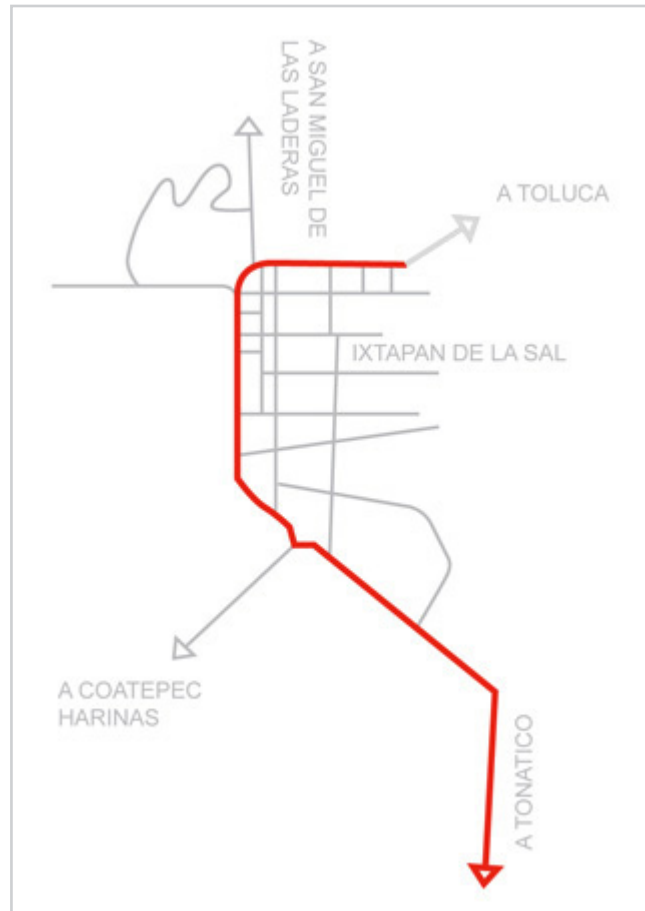 A SAN MIGUEL DE
LAS LADERAS
A TOLUCA
IXTAPAN DE LA SAL
A COATEPEC
HARINAS
A TONATICO